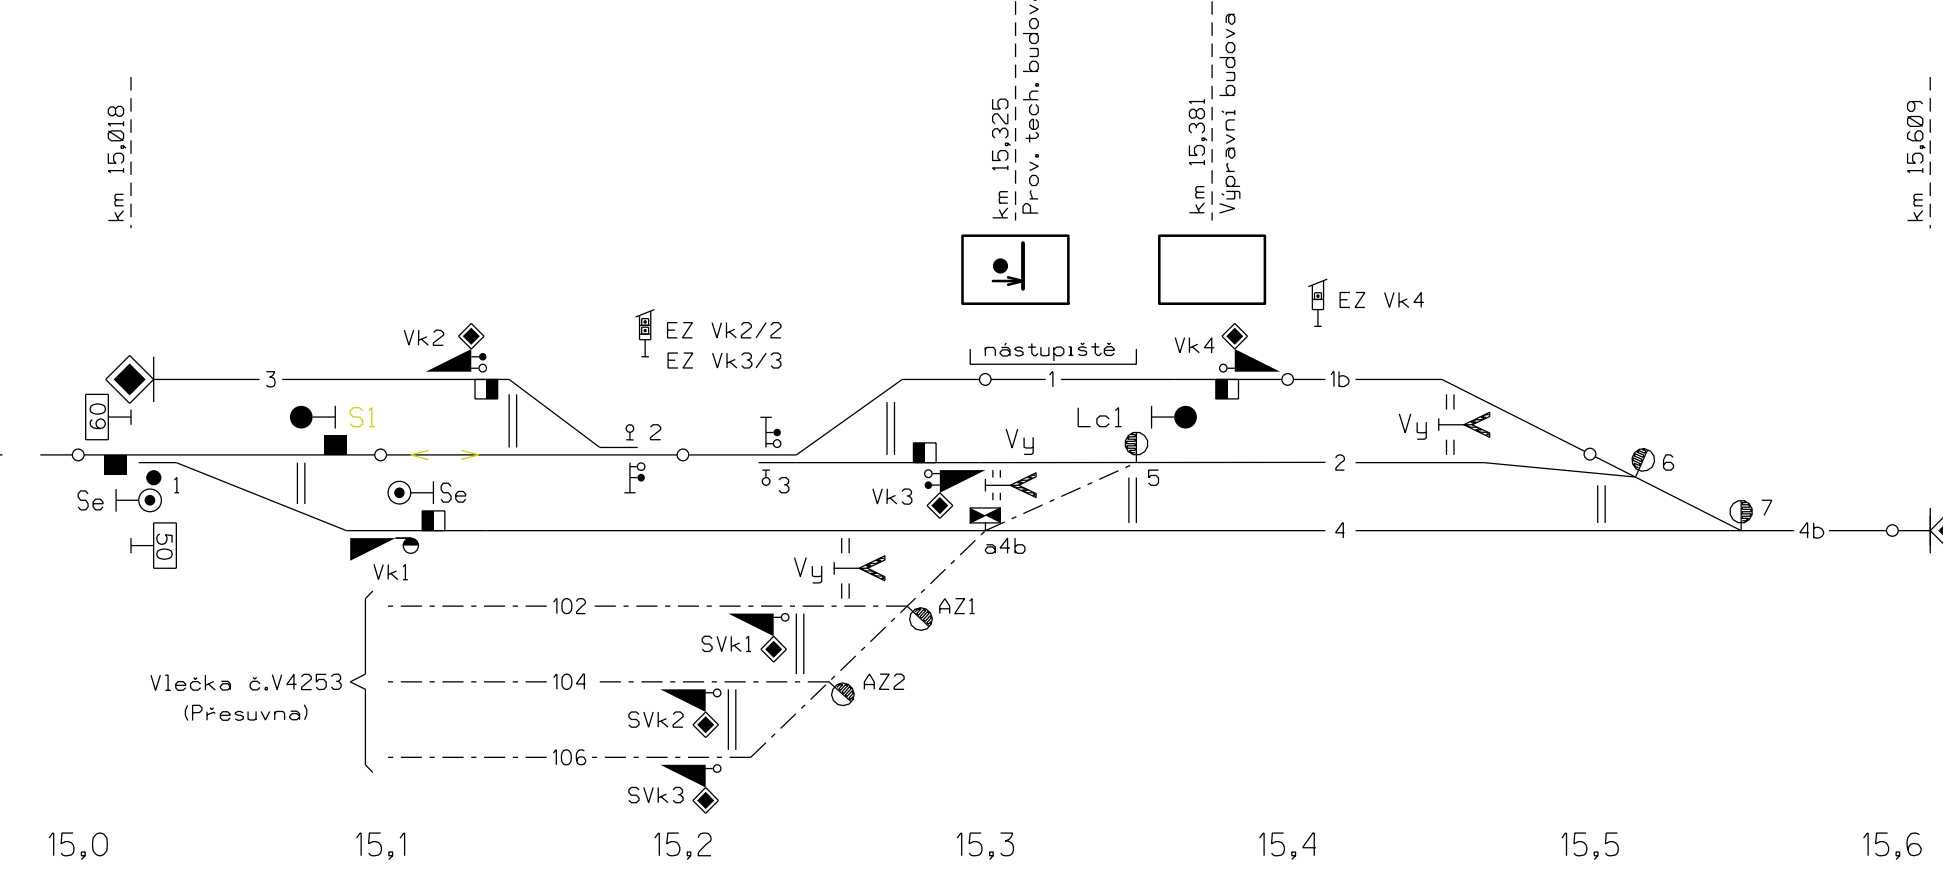 km 15,018
km 15,325
Prov. tech. budova
km 15,381
Výpravní budova
km 15,609
EZ Vk4
EZ Vk2/2
EZ Vk3/3
Vk2
nástupiště
Vk4
3
1
1b
60
S1
Lc1
Vy
2
Vy
Se
1
Se
3
Vk3
5
2
6
7
50
Vk1
a4b
4
4b
Vy
102
AZ1
SVk1
Vlečka č.V4253
(Přesuvna)
104
AZ2
SVk2
106
SVk3
15,0
15,1
15,2
15,3
15,4
15,5
15,6